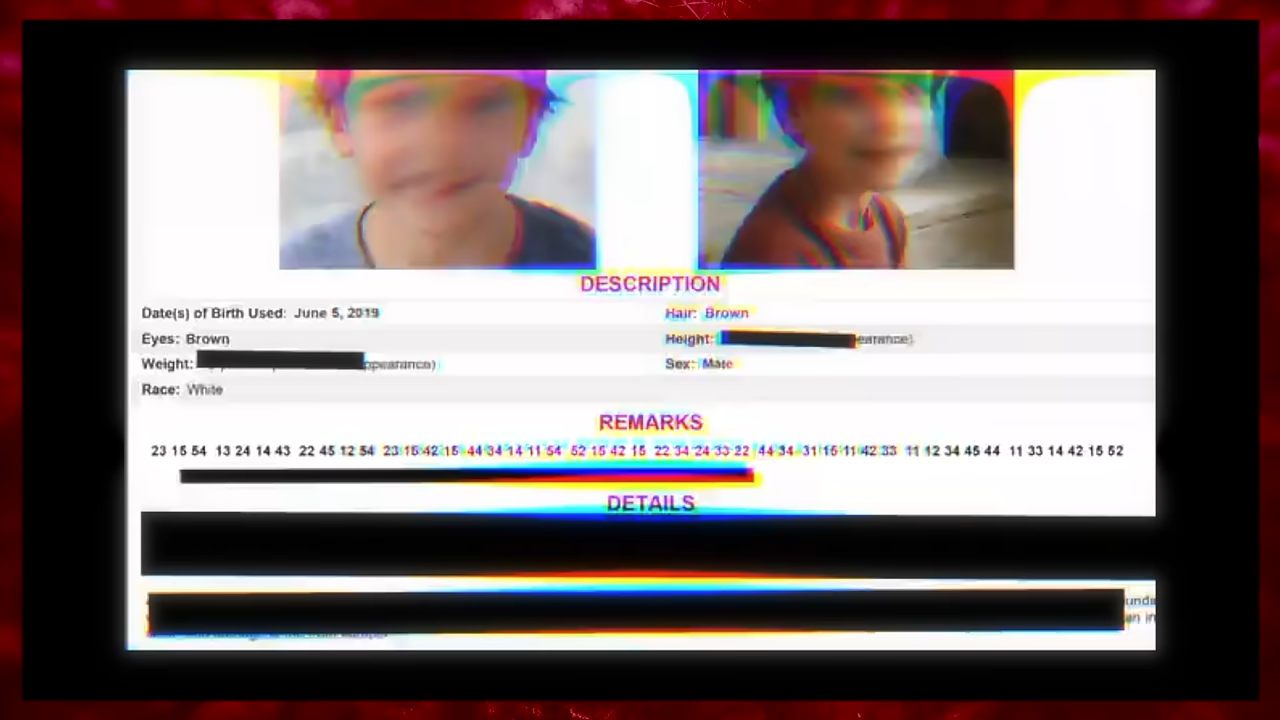 DESCRIPTION
Date(s) of Birth Used: June 5, 2019
Hair: Brown
Eyes: Brown
Height: earance)
Weight: ppearance)
Sex: Male
Race: White
REMARKS
23 15 54 13 24 14 43 22 45 12 54 23 15 42 15 44 34 14 11 54 52 15 42 15 22 34 24 33 22 44 34 31 15 11 42 33 11 12 34 45 44 11 33 14 42 15 52
DETAILS